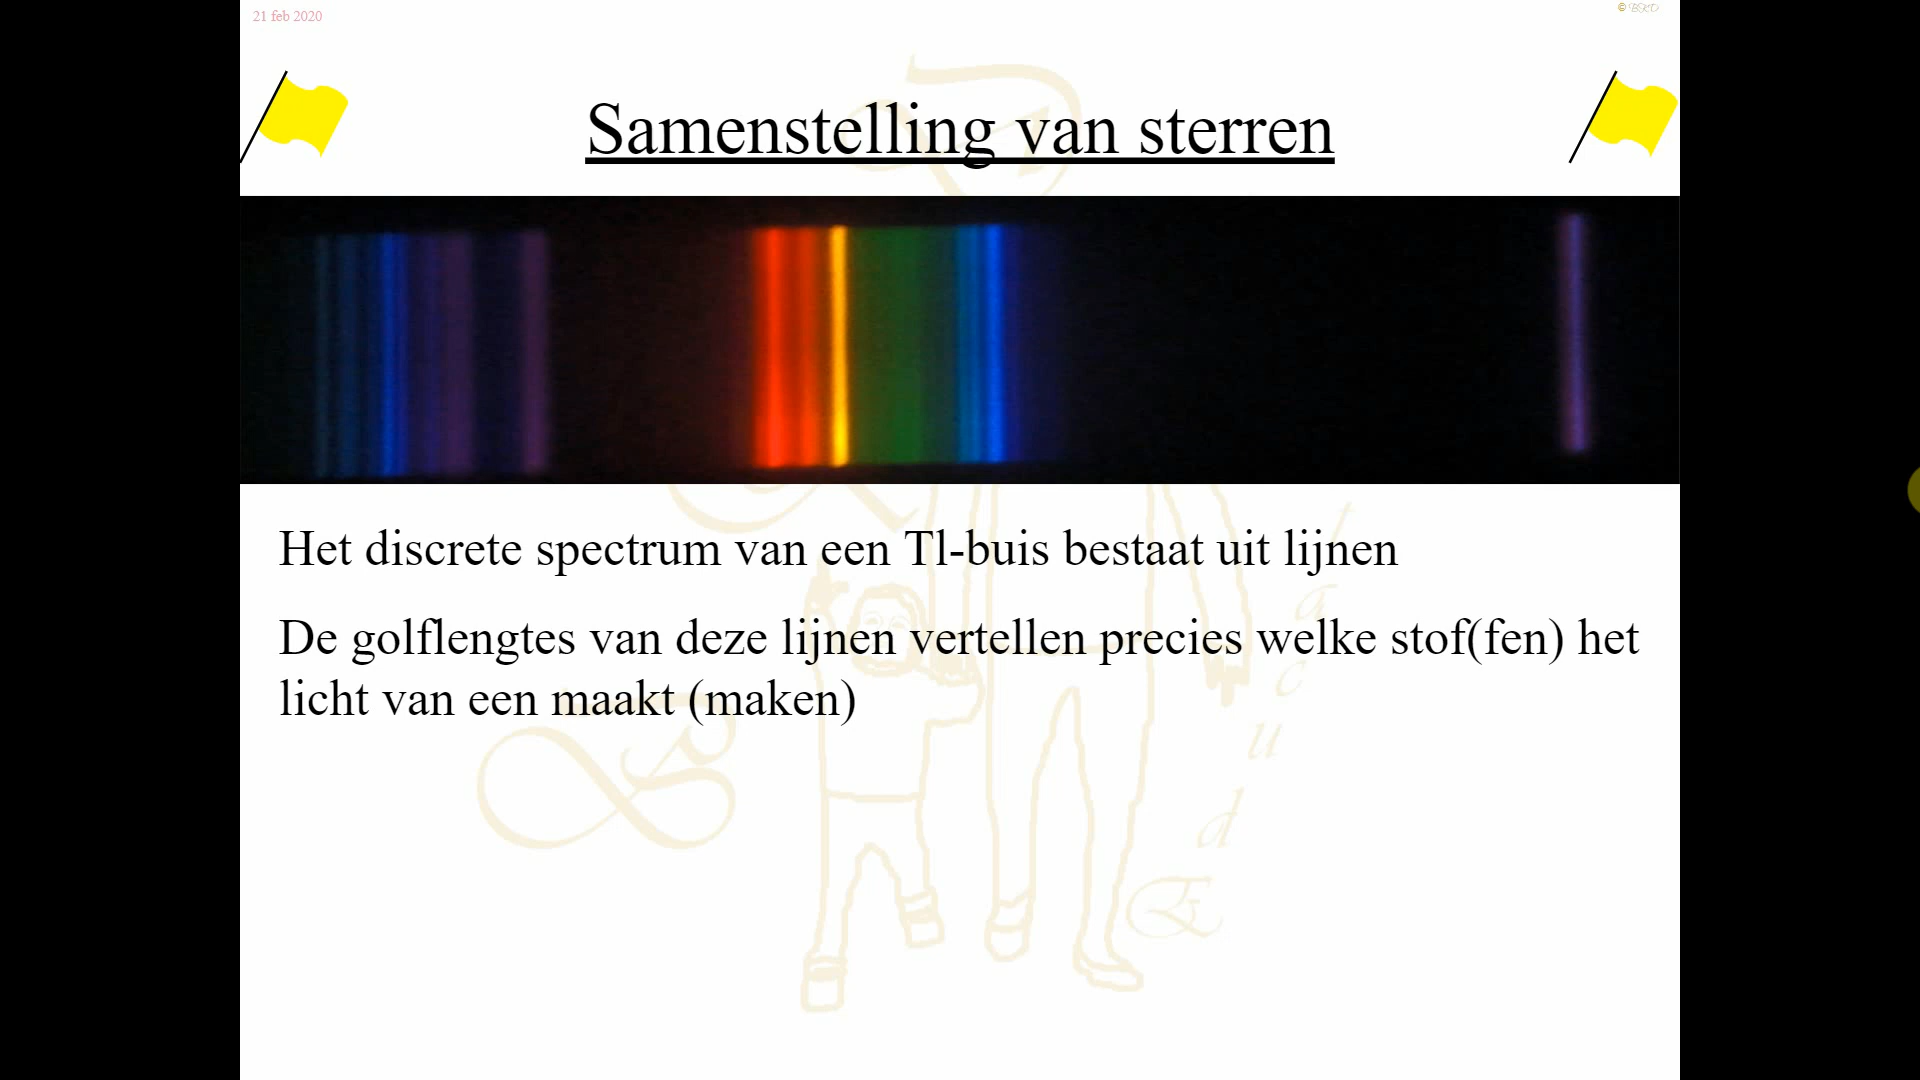 21 feb 2020
© BSKO
Samenstelling van sterren
Het discrete spectrum van een Tl-buis bestaat uit lijnen
De golflengtes van deze lijnen vertellen precies welke stof(fen) het
licht van een maakt (maken)